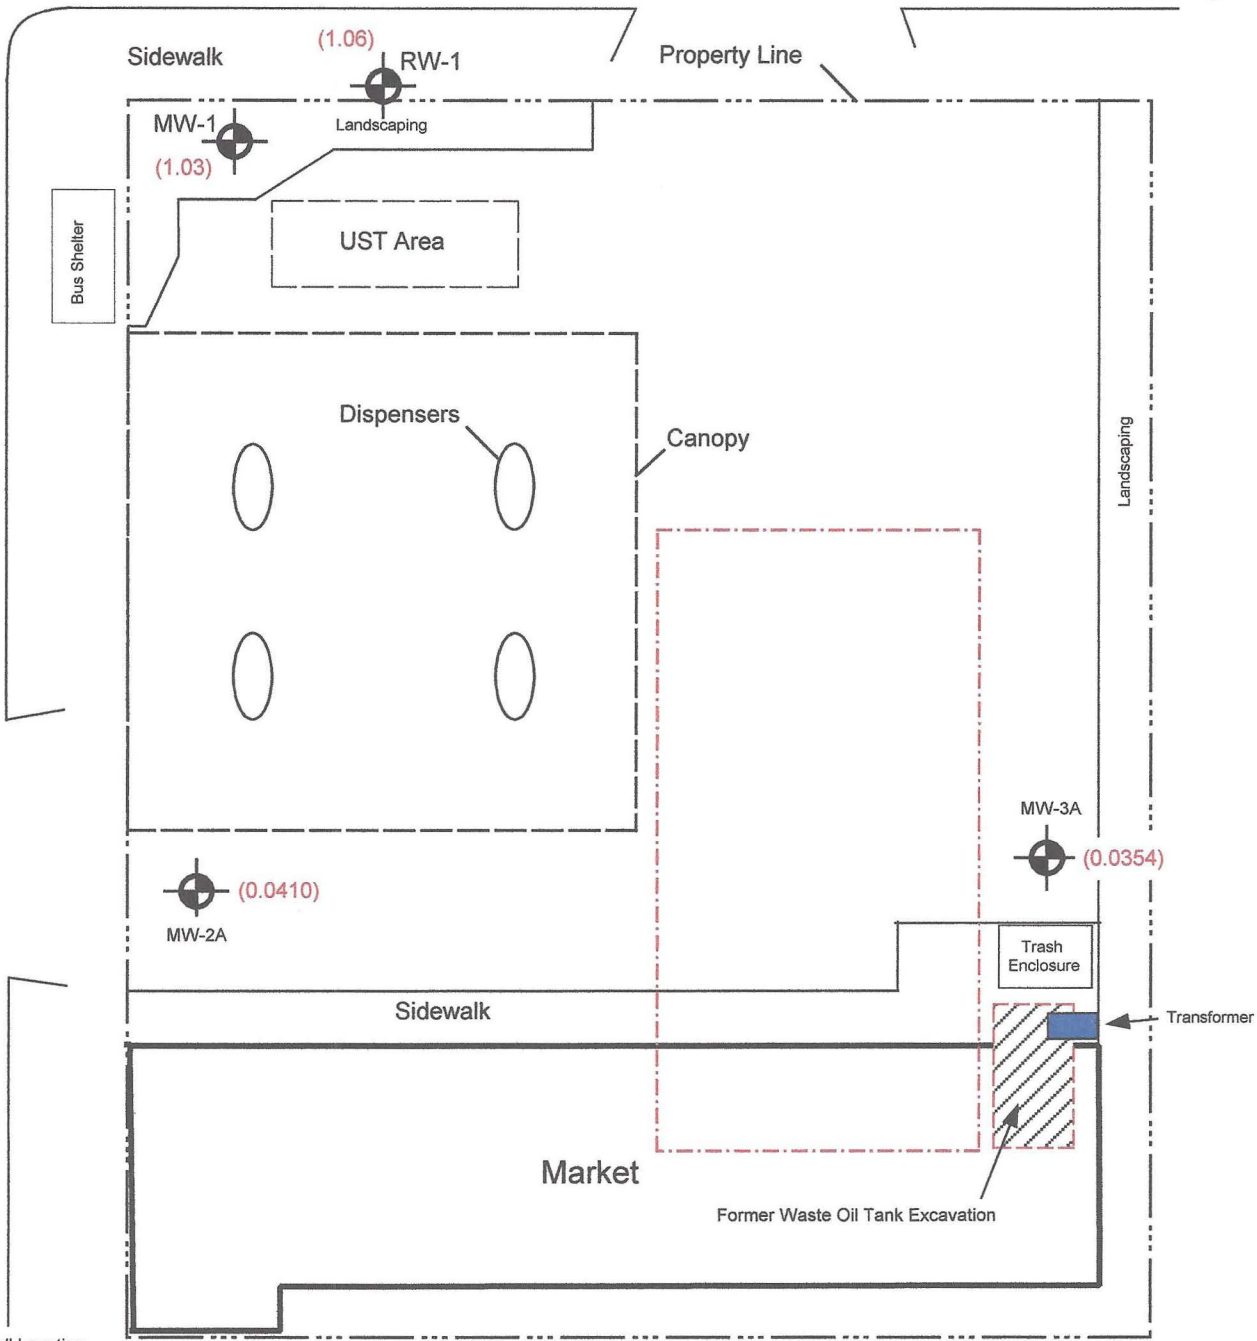 (1.06)
Sidewalk
RW-1
Property Line
MW-1
Landscaping
(1.03)
UST Area
Bus Shelter
Dispensers
Canopy
Landscaping
MW-3A
(0.0354)
(0.0410)
MW-2A
Trash
Enclosure
Sidewalk
Transformer
Market
Former Waste Oil Tank Excavation